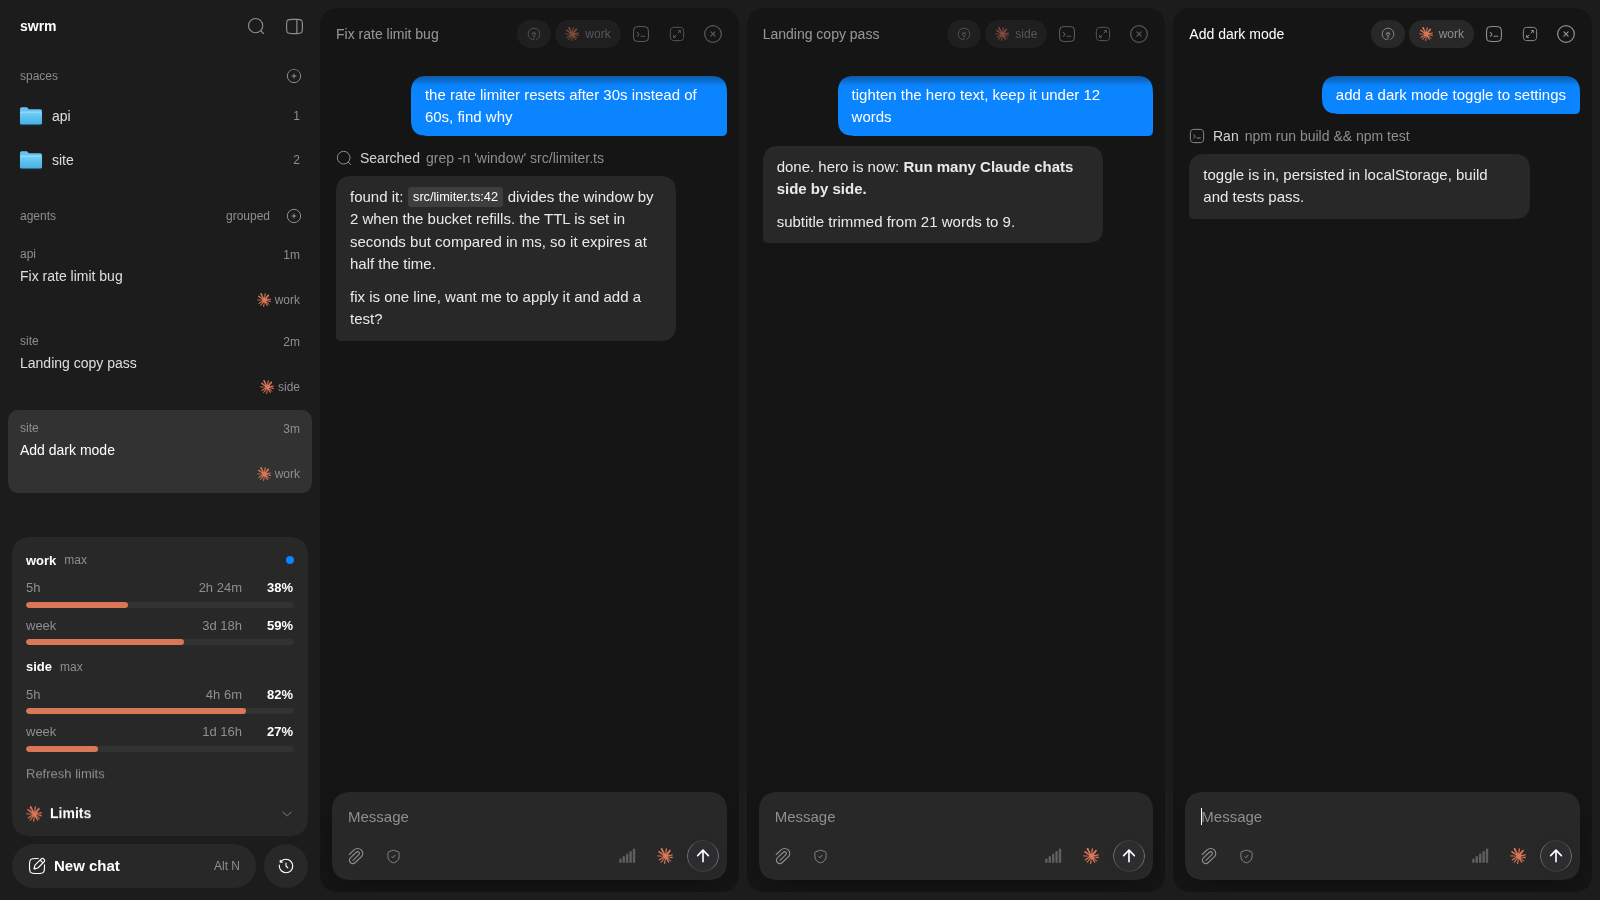 swrm
spaces
api 1
site 2
agents grouped
api 1m
Fix rate limit bug
work
site 2m
Landing copy pass
side
site 3m
Add dark mode
work
work max
5h 2h 24m 38%
week 3d 18h 59%
side max
5h 4h 6m 82%
week 1d 16h 27%
Refresh limits
Limits
New chat Alt N
Fix rate limit bug work
the rate limiter resets after 30s instead of
60s, find why
Searched grep -n 'window' src/limiter.ts
found it: src/limiter.ts:42 divides the window by
2 when the bucket refills. the TTL is set in
seconds but compared in ms, so it expires at
half the time.
fix is one line, want me to apply it and add a
test?
Message
Landing copy pass side
tighten the hero text, keep it under 12
words
done. hero is now: Run many Claude chats
side by side.
subtitle trimmed from 21 words to 9.
Message
Add dark mode work
add a dark mode toggle to settings
Ran npm run build && npm test
toggle is in, persisted in localStorage, build
and tests pass.
Message